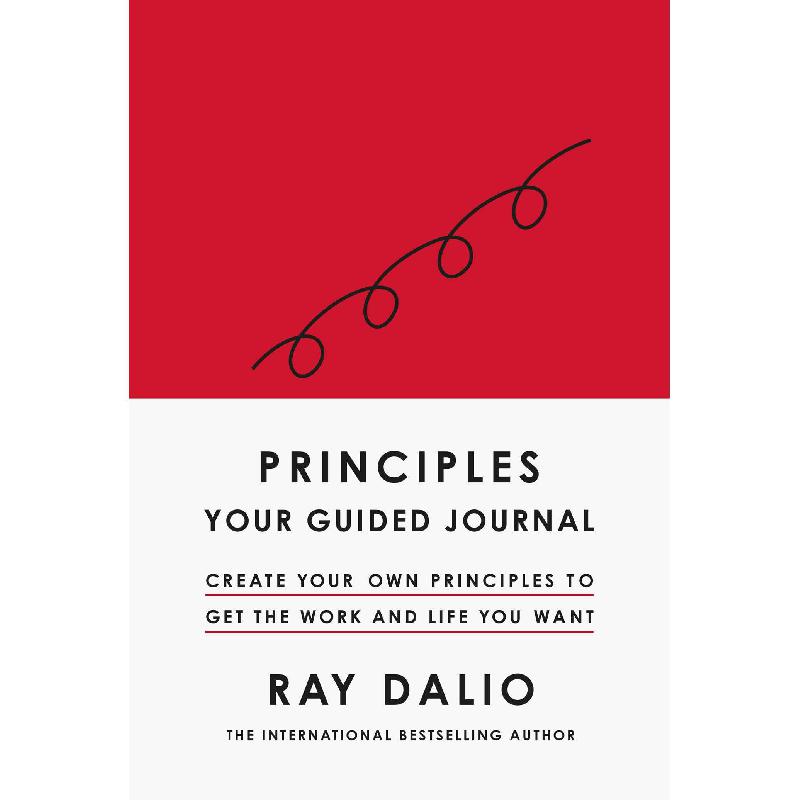 PRINCIPLES
YOUR GUIDED JOURNAL
CREATE YOUR OWN PRINCIPLES TO
GET THE WORK AND LIFE YOU WANT
RAY DALIO
THE INTERNATIONAL BESTSELLING AUTHOR